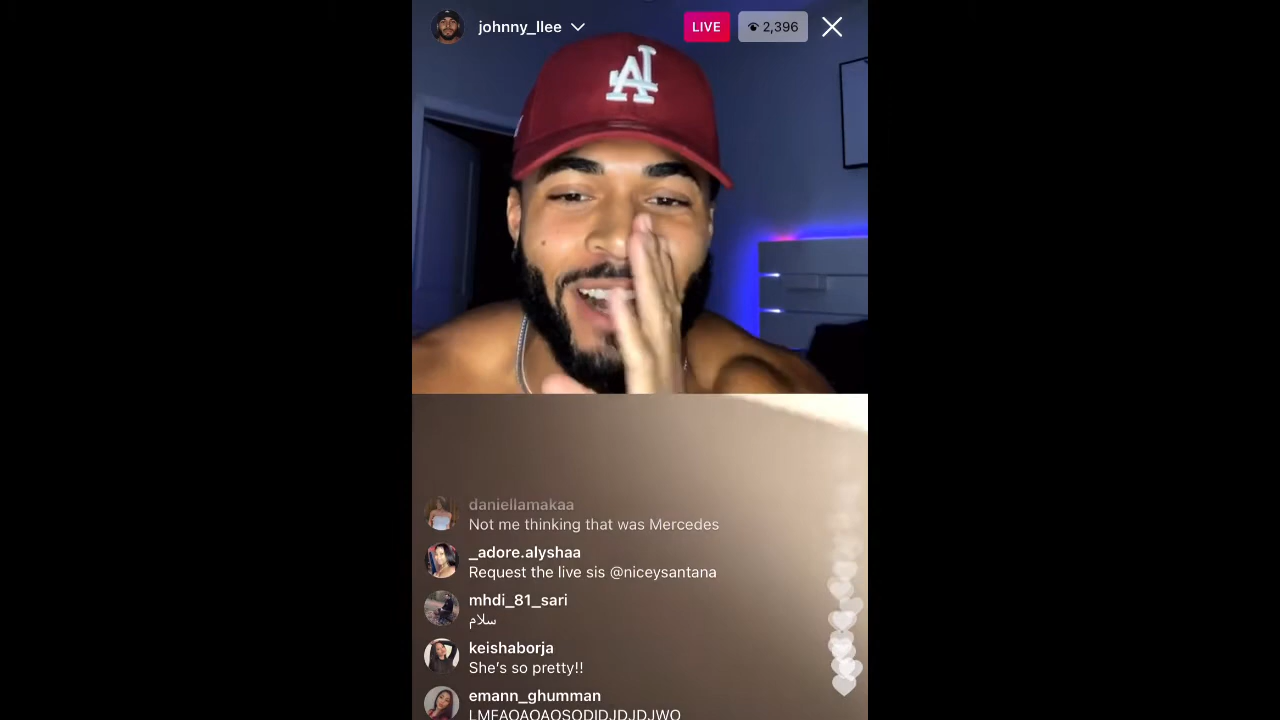 johnny_llee
LIVE
2,396
LA
daniellamakaa
Not me thinking that was Mercedes
_adore.alyshaa
Request the live sis @niceysantana
mhdi_81_sari
سلام
keishaborja
She's so pretty!!
emann_ghumman
LMFAOAOAOSODIDJDJDJWO